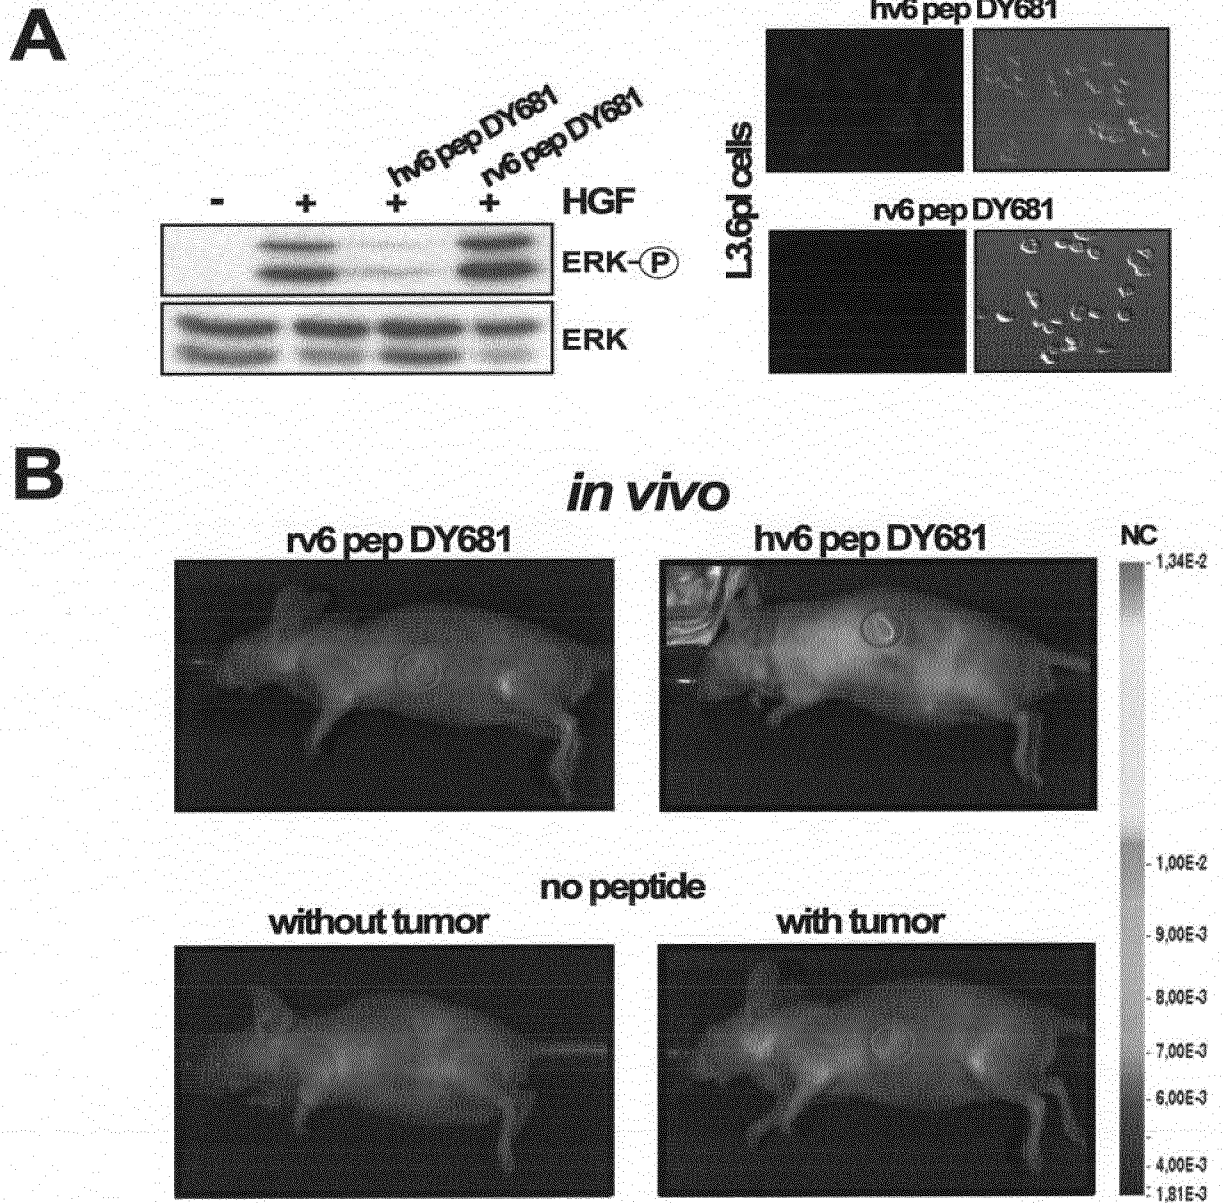 A
hv6 pep DY681
hv6 pep DY681
rv6 pep DY681
- + + + HGF
ERK-P
ERK
L3.6pl cells
rv6 pep DY681
B
in vivo
rv6 pep DY681
hv6 pep DY681
NC
1,34E-2
1,00E-2
9,00E-3
8,00E-3
7,00E-3
6,00E-3
4,00E-3
1,81E-3
no peptide
without tumor
with tumor